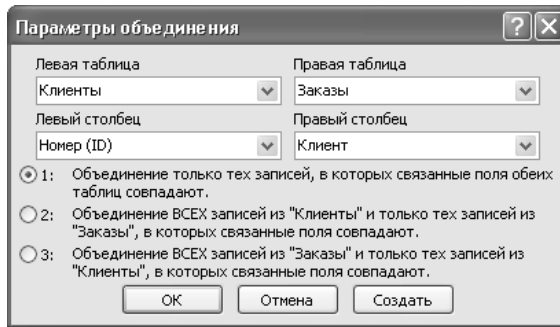 Параметры объединения
Левая таблица Правая таблица
Клиенты Заказы
Левый столбец Правый столбец
Номер (ID) Клиент
1: Объединение только тех записей, в которых связанные поля обеих
таблиц совпадают.
2: Объединение ВСЕХ записей из "Клиенты" и только тех записей из
"Заказы", в которых связанные поля совпадают.
3: Объединение ВСЕХ записей из "Заказы" и только тех записей из
"Клиенты", в которых связанные поля совпадают.
ОК Отмена Создать